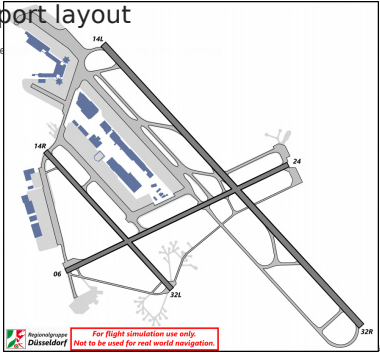 port layout
14L
14R
24
06
32L
32R
Regionalgruppe
Düsseldorf
For flight simulation use only.
Not to be used for real world navigation.